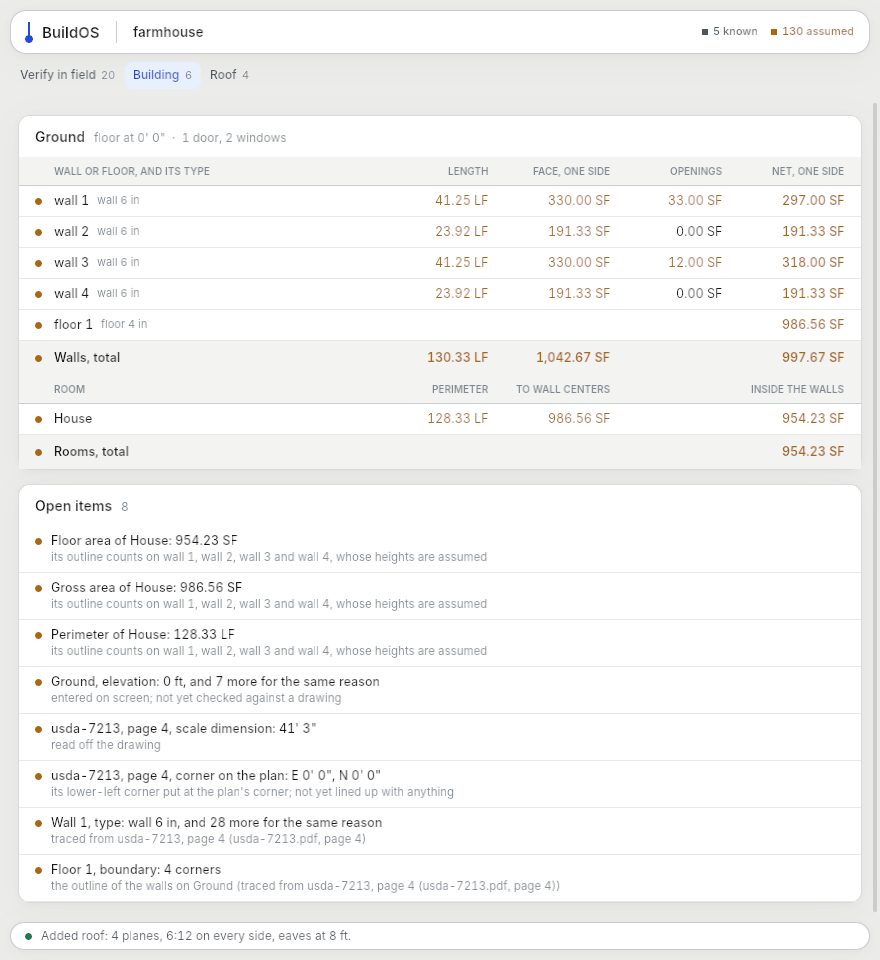 BuildOS farmhouse 5 known 130 assumed
Verify in field 20 Building 6 Roof 4
Ground floor at 0' 0" · 1 door, 2 windows
WALL OR FLOOR, AND ITS TYPE LENGTH FACE, ONE SIDE OPENINGS NET, ONE SIDE
wall 1 wall 6 in 41.25 LF 330.00 SF 33.00 SF 297.00 SF
wall 2 wall 6 in 23.92 LF 191.33 SF 0.00 SF 191.33 SF
wall 3 wall 6 in 41.25 LF 330.00 SF 12.00 SF 318.00 SF
wall 4 wall 6 in 23.92 LF 191.33 SF 0.00 SF 191.33 SF
floor 1 floor 4 in 986.56 SF
Walls, total 130.33 LF 1,042.67 SF 997.67 SF
ROOM PERIMETER TO WALL CENTERS INSIDE THE WALLS
House 128.33 LF 986.56 SF 954.23 SF
Rooms, total 954.23 SF
Open items 8
Floor area of House: 954.23 SF
its outline counts on wall 1, wall 2, wall 3 and wall 4, whose heights are assumed
Gross area of House: 986.56 SF
its outline counts on wall 1, wall 2, wall 3 and wall 4, whose heights are assumed
Perimeter of House: 128.33 LF
its outline counts on wall 1, wall 2, wall 3 and wall 4, whose heights are assumed
Ground, elevation: 0 ft, and 7 more for the same reason
entered on screen; not yet checked against a drawing
usda-7213, page 4, scale dimension: 41' 3"
read off the drawing
usda-7213, page 4, corner on the plan: E 0' 0", N 0' 0"
its lower-left corner put at the plan's corner; not yet lined up with anything
Wall 1, type: wall 6 in, and 28 more for the same reason
traced from usda-7213, page 4 (usda-7213.pdf, page 4)
Floor 1, boundary: 4 corners
the outline of the walls on Ground (traced from usda-7213, page 4 (usda-7213.pdf, page 4))
Added roof: 4 planes, 6:12 on every side, eaves at 8 ft.